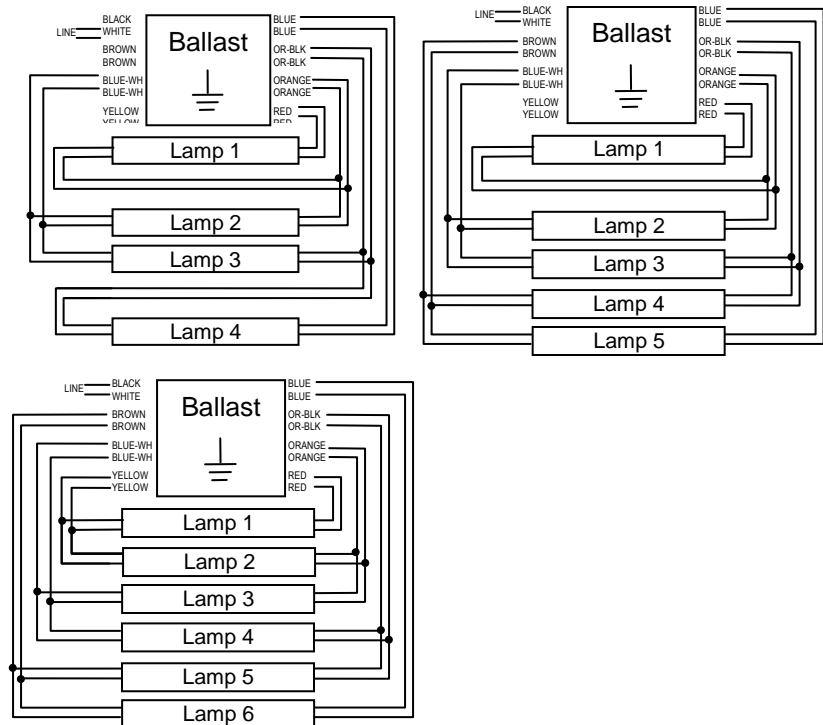 BLACK
LINE WHITE
BROWN
BROWN
BLUE-WH
BLUE-WH
YELLOW
YELLOW
Ballast
BLUE
BLUE
OR-BLK
OR-BLK
ORANGE
ORANGE
RED
RED
Lamp 1
Lamp 2
Lamp 3
Lamp 4
LINE BLACK
WHITE
BROWN
BROWN
BLUE-WH
BLUE-WH
YELLOW
YELLOW
Ballast
BLUE
BLUE
OR-BLK
OR-BLK
ORANGE
ORANGE
RED
RED
Lamp 1
Lamp 2
Lamp 3
Lamp 4
Lamp 5
LINE BLACK
WHITE
BROWN
BROWN
BLUE-WH
BLUE-WH
YELLOW
YELLOW
Ballast
BLUE
BLUE
OR-BLK
OR-BLK
ORANGE
ORANGE
RED
RED
Lamp 1
Lamp 2
Lamp 3
Lamp 4
Lamp 5
Lamp 6